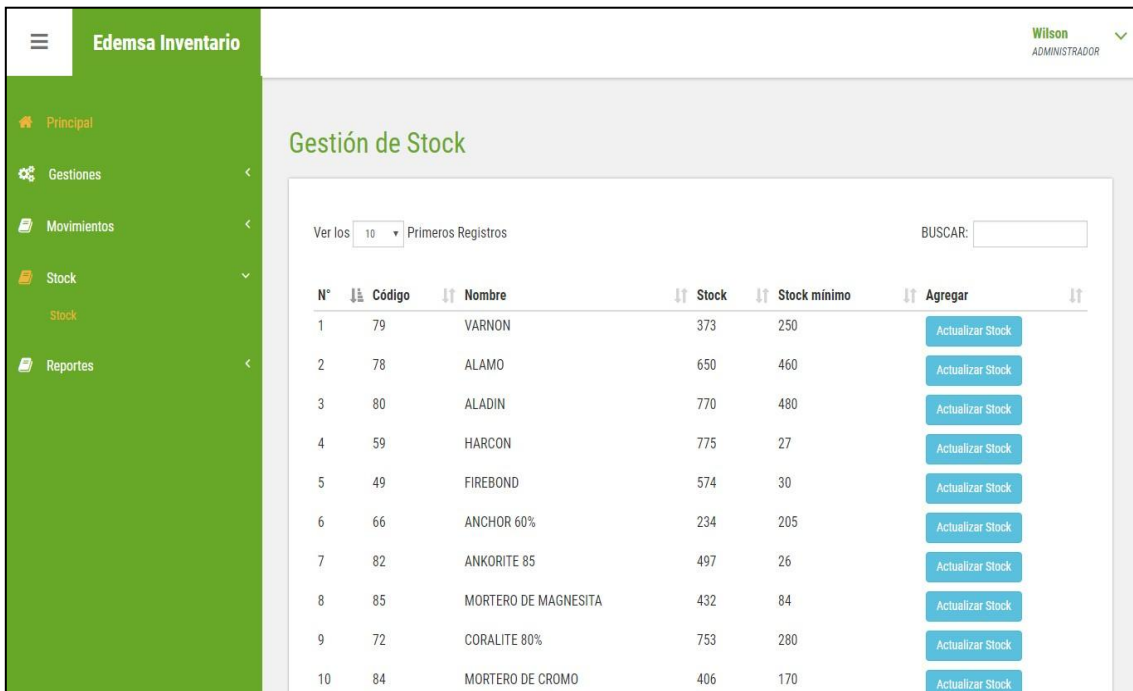 Edemsa Inventario
Wilson
ADMINISTRADOR
Principal
Gestiones
Movimientos
Stock
Stock
Reportes
Gestión de Stock
Ver los 10 Primeros Registros
BUSCAR:
N° Código Nombre Stock Stock mínimo Agregar
1 79 VARNON 373 250 Actualizar Stock
2 78 ALAMO 650 460 Actualizar Stock
3 80 ALADIN 770 480 Actualizar Stock
4 59 HARCON 775 27 Actualizar Stock
5 49 FIREBOND 574 30 Actualizar Stock
6 66 ANCHOR 60% 234 205 Actualizar Stock
7 82 ANKORITE 85 497 26 Actualizar Stock
8 85 MORTERO DE MAGNESITA 432 84 Actualizar Stock
9 72 CORALITE 80% 753 280 Actualizar Stock
10 84 MORTERO DE CROMO 406 170 Actualizar Stock